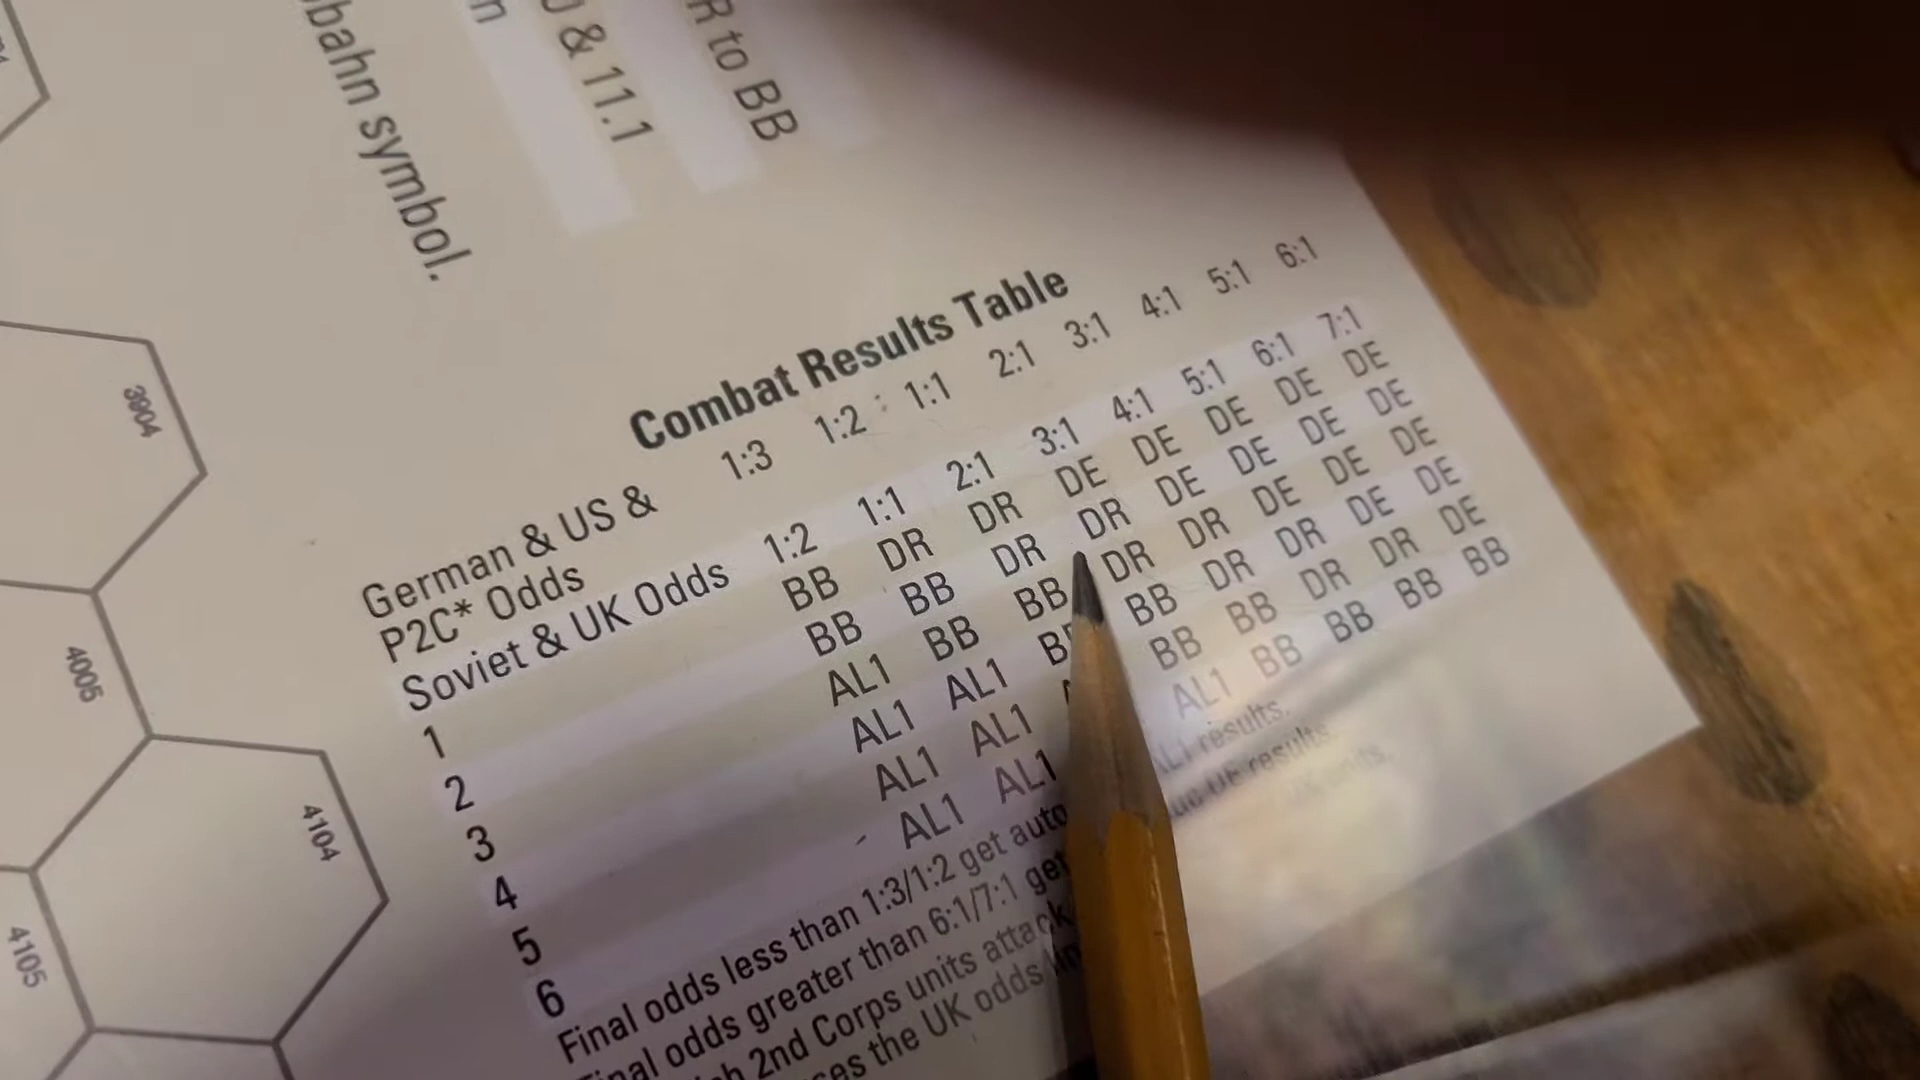 bahn symbol.
& 11.1
R to BB
3904
4005
4104
4105
Combat Results Table
German & US & 1:3 1:2 1:1 2:1 3:1 4:1 5:1 6:1
P2C* Odds
Soviet & UK Odds 1:2 1:1 2:1 3:1 4:1 5:1 6:1 7:1
1 BB DR DR DE DE DE DE DE
2 BB BB DR DR DE DE DE DE
3 AL1 BB BB DR DR DE DE DE
4 AL1 AL1 BB DR DR DE DE
5 AL1 AL1 BB BB DR DR DE
6 AL1 AL1 AL1 BB BB BB BB
Final odds less than 1:3/1:2 get auto AL1 results.
Final odds greater than 6:1/7:1 get DE results.
2nd Corps units attack
the UK odds